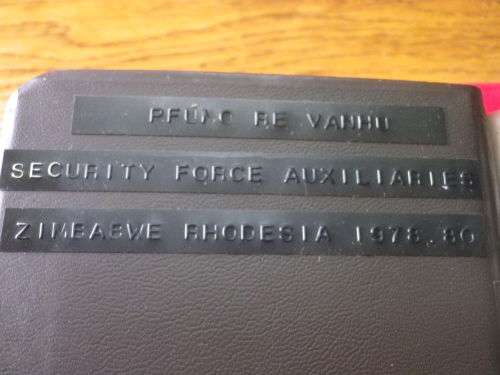 PFUMO RE VANHU
SECURITY FORCE AUXILIARIES
ZIMBABWE RHODESIA 1978.80